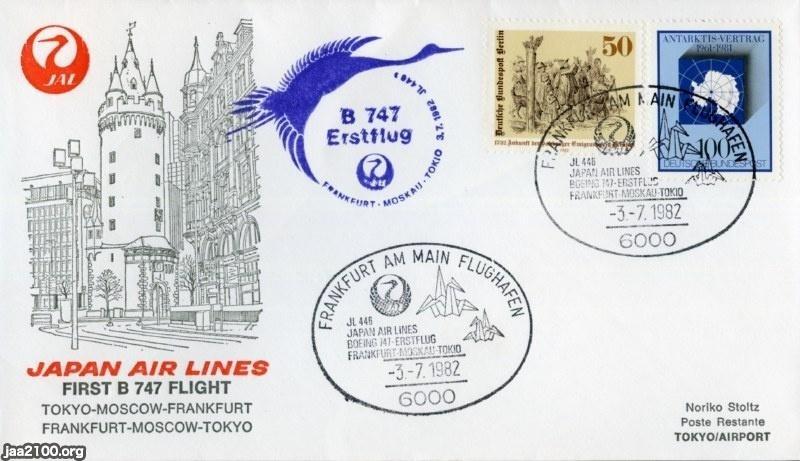 JAL
B 747
Erstflug
FRANKFURT - MOSKAU - TOKIO 3.7.1982
Deutsche Bundespost Berlin
50
ANTARKTIS-VERTRAG
1961-1981
100
DEUTSCHE BUNDESPOST
FRANKFURT AM MAIN FLUGHAFEN
JL 446
JAPAN AIR LINES
BOEING 747-ERSTFLUG
FRANKFURT-MOSKAU-TOKIO
-3.-7.1982
6000
FRANKFURT AM MAIN FLUGHAFEN
JL 446
JAPAN AIR LINES
BOEING 747-ERSTFLUG
FRANKFURT-MOSKAU-TOKIO
-3.-7.1982
6000
JAPAN AIR LINES
FIRST B 747 FLIGHT
TOKYO-MOSCOW-FRANKFURT
FRANKFURT-MOSCOW-TOKYO
Noriko Stoltz
Poste Restante
TOKYO/AIRPORT
jaa2100.org